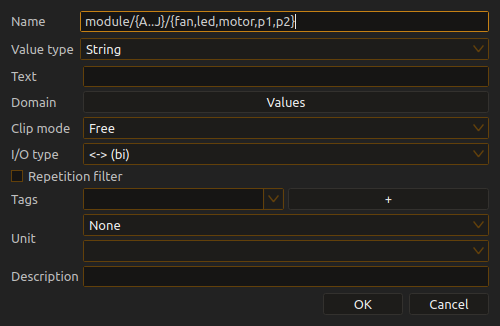 Name module/{A..J}/{fan,led,motor,p1,p2}
Value type String
Text
Domain Values
Clip mode Free
I/O type <-> (bi)
Repetition filter
Tags +
Unit None
Description
OK Cancel